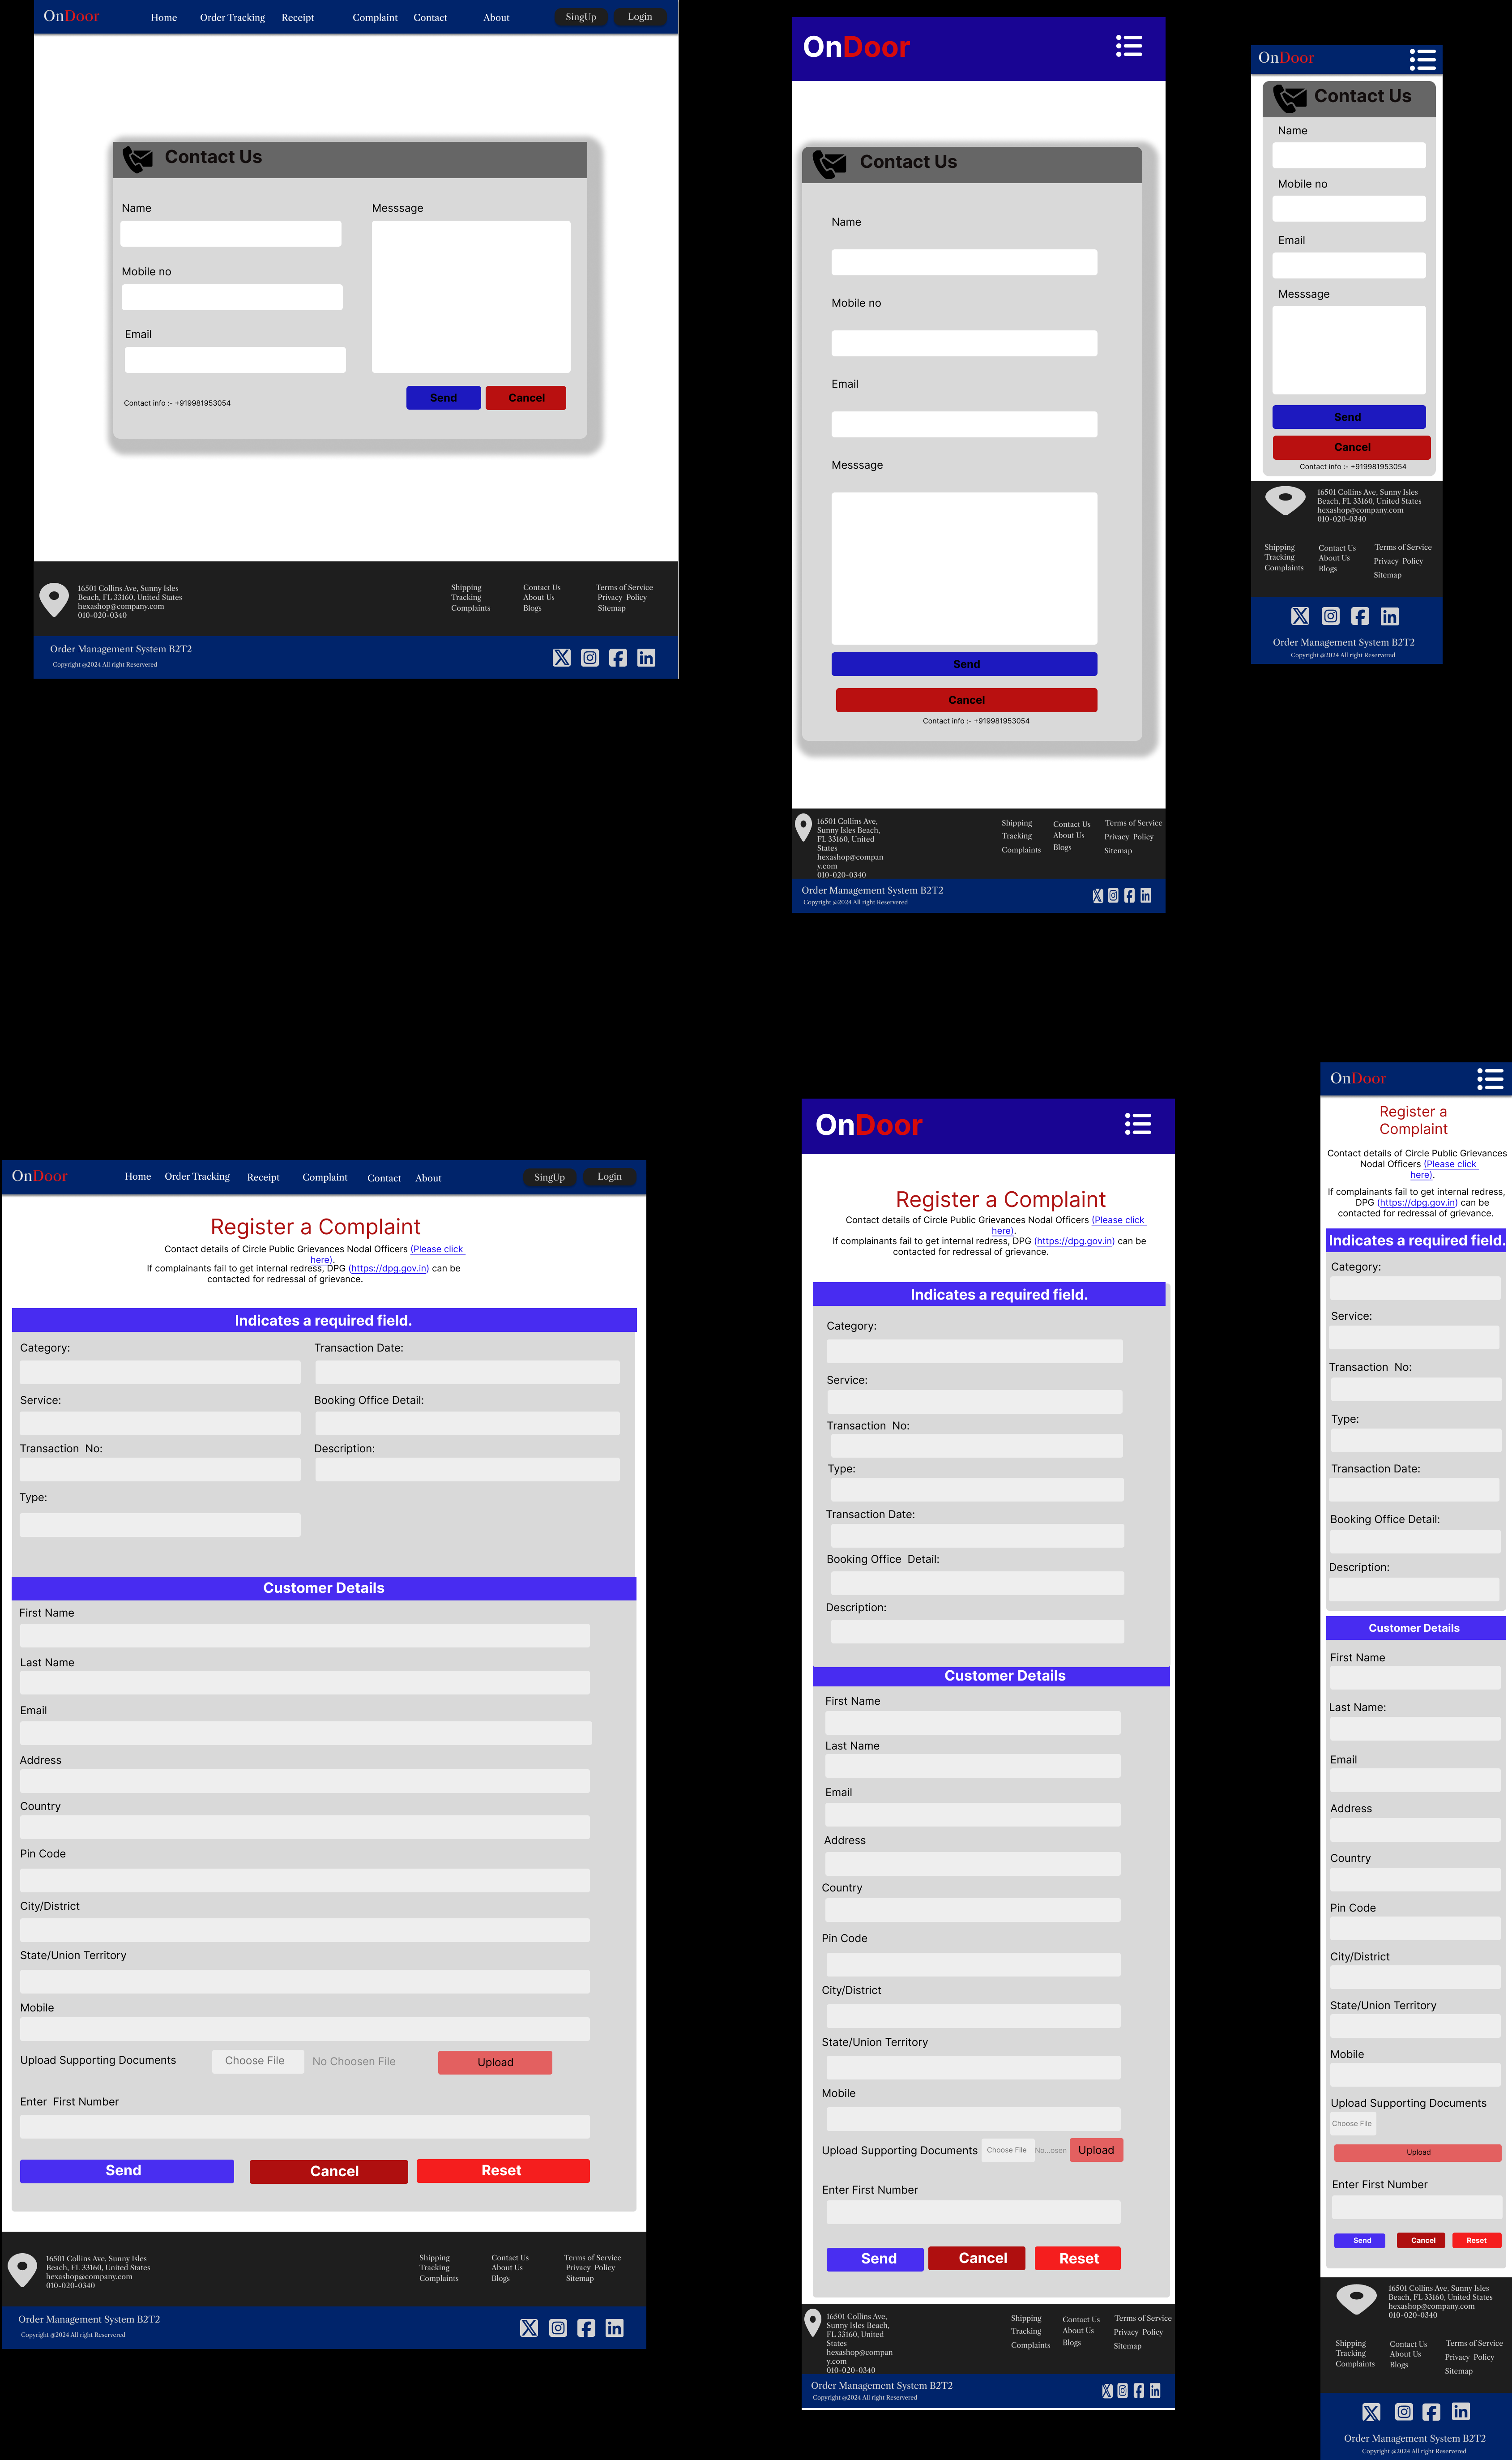 OnDoor
Home Order Tracking Receipt Complaint Contact About SingUp Login
Contact Us
Name
Messsage
Mobile no
Email
Send Cancel
Contact info :- +919981953054
16501 Collins Ave, Sunny Isles
Beach, FL 33160, United States
hexashop@company.com
010-020-0340
Shipping
Tracking
Complaints
Contact Us
About Us
Blogs
Terms of Service
Privacy Policy
Sitemap
Order Management System B2T2
Copyright @2024 All right Reservered
OnDoor
Contact Us
Name
Mobile no
Email
Messsage
Send
Cancel
Contact info :- +919981953054
16501 Collins Ave,
Sunny Isles Beach,
FL 33160, United
States
hexashop@compan
y.com
010-020-0340
Shipping
Tracking
Complaints
Contact Us
About Us
Blogs
Terms of Service
Privacy Policy
Sitemap
Order Management System B2T2
Copyright @2024 All right Reservered
OnDoor
Contact Us
Name
Mobile no
Email
Messsage
Send
Cancel
Contact info :- +919981953054
16501 Collins Ave, Sunny Isles
Beach, FL 33160, United States
hexashop@company.com
010-020-0340
Shipping
Tracking
Complaints
Contact Us
About Us
Blogs
Terms of Service
Privacy Policy
Sitemap
Order Management System B2T2
Copyright @2024 All right Reservered
OnDoor
Home Order Tracking Receipt Complaint Contact About SingUp Login
Register a Complaint
Contact details of Circle Public Grievances Nodal Officers (Please click
here).
If complainants fail to get internal redress, DPG (https://dpg.gov.in) can be
contacted for redressal of grievance.
Indicates a required field.
Category:
Transaction Date:
Service:
Booking Office Detail:
Transaction No:
Description:
Type:
Customer Details
First Name
Last Name
Email
Address
Country
Pin Code
City/District
State/Union Territory
Mobile
Upload Supporting Documents Choose File No Choosen File Upload
Enter First Number
Send Cancel Reset
16501 Collins Ave, Sunny Isles
Beach, FL 33160, United States
hexashop@company.com
010-020-0340
Shipping
Tracking
Complaints
Contact Us
About Us
Blogs
Terms of Service
Privacy Policy
Sitemap
Order Management System B2T2
Copyright @2024 All right Reservered
OnDoor
Register a Complaint
Contact details of Circle Public Grievances Nodal Officers (Please click
here).
If complainants fail to get internal redress, DPG (https://dpg.gov.in) can be
contacted for redressal of grievance.
Indicates a required field.
Category:
Service:
Transaction No:
Type:
Transaction Date:
Booking Office Detail:
Description:
Customer Details
First Name
Last Name
Email
Address
Country
Pin Code
City/District
State/Union Territory
Mobile
Upload Supporting Documents Choose File No...osen Upload
Enter First Number
Send Cancel Reset
16501 Collins Ave,
Sunny Isles Beach,
FL 33160, United
States
hexashop@compan
y.com
010-020-0340
Shipping
Tracking
Complaints
Contact Us
About Us
Blogs
Terms of Service
Privacy Policy
Sitemap
Order Management System B2T2
Copyright @2024 All right Reservered
OnDoor
Register a
Complaint
Contact details of Circle Public Grievances
Nodal Officers (Please click
here).
If complainants fail to get internal redress,
DPG (https://dpg.gov.in) can be
contacted for redressal of grievance.
Indicates a required field.
Category:
Service:
Transaction No:
Type:
Transaction Date:
Booking Office Detail:
Description:
Customer Details
First Name
Last Name:
Email
Address
Country
Pin Code
City/District
State/Union Territory
Mobile
Upload Supporting Documents
Choose File
Upload
Enter First Number
Send Cancel Reset
16501 Collins Ave, Sunny Isles
Beach, FL 33160, United States
hexashop@company.com
010-020-0340
Shipping
Tracking
Complaints
Contact Us
About Us
Blogs
Terms of Service
Privacy Policy
Sitemap
Order Management System B2T2
Copyright @2024 All right Reservered